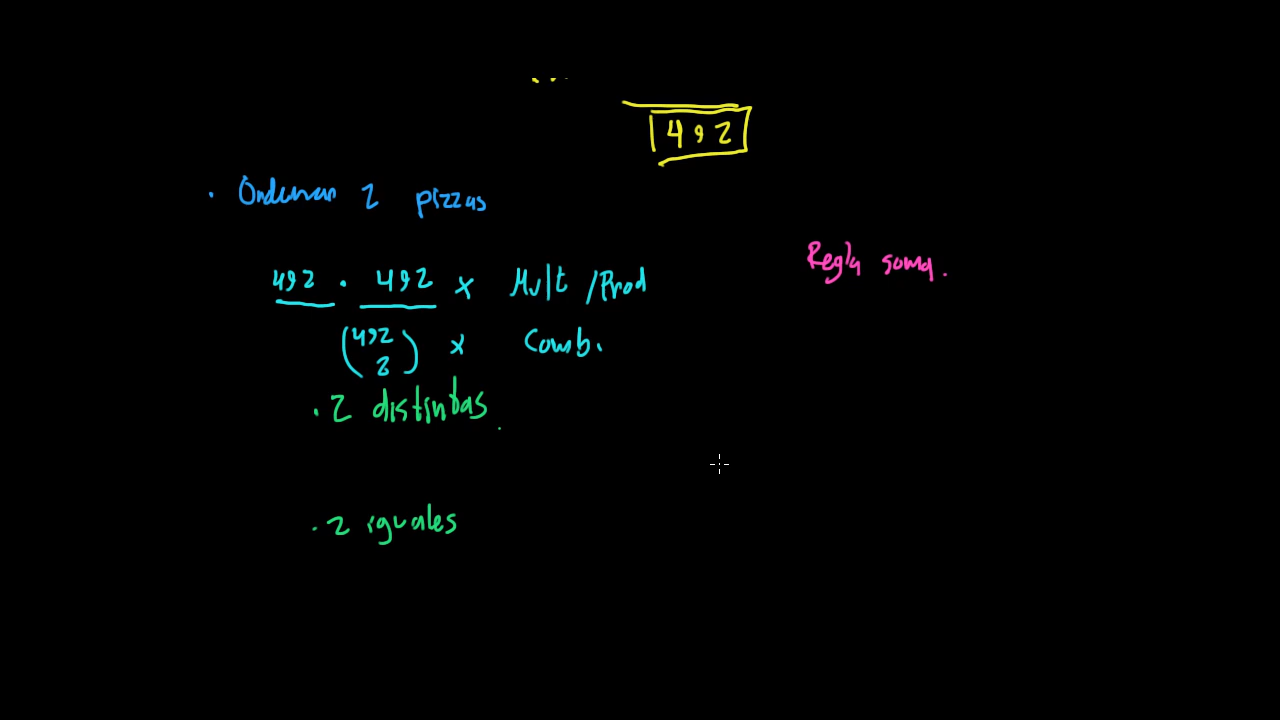 492
· Ordenar 2 pizzas
Regla suma.
492 · 492 x Mult/Prod
(492
2) x Comb.
· 2 distintas.
· 2 iguales